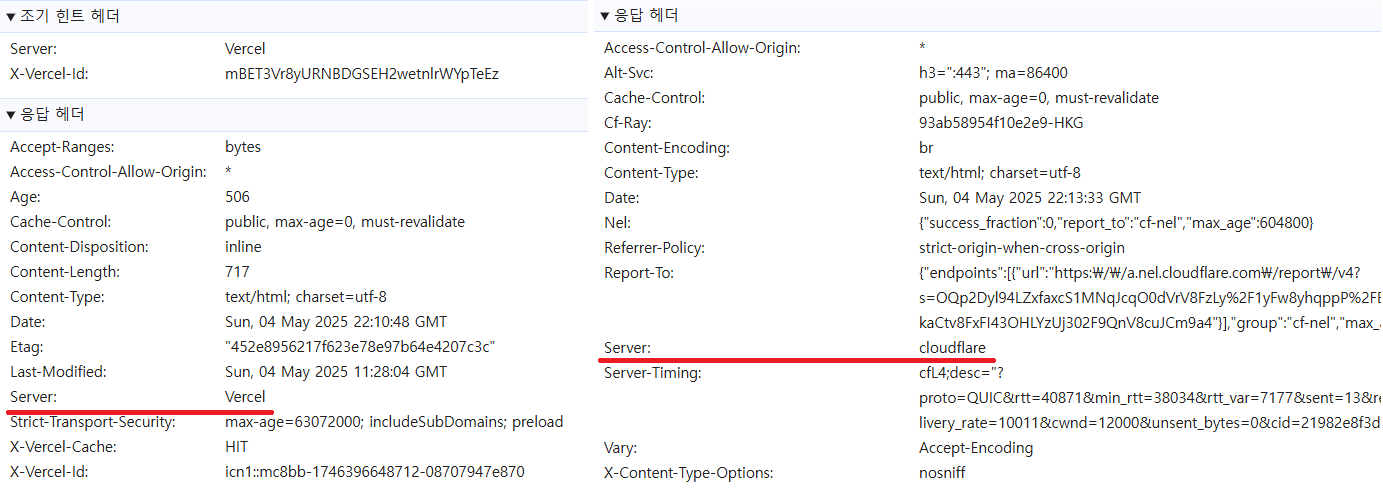 ▼조기 힌트 헤더
Server: Vercel
X-Vercel-Id: mBET3Vr8yURNBDGSEH2wetnlrWYpTeEz
▼응답 헤더
Accept-Ranges: bytes
Access-Control-Allow-Origin: *
Age: 506
Cache-Control: public, max-age=0, must-revalidate
Content-Disposition: inline
Content-Length: 717
Content-Type: text/html; charset=utf-8
Date: Sun, 04 May 2025 22:10:48 GMT
Etag: "452e8956217f623e78e97b64e4207c3c"
Last-Modified: Sun, 04 May 2025 11:28:04 GMT
Server: Vercel
Strict-Transport-Security: max-age=63072000; includeSubDomains; preload
X-Vercel-Cache: HIT
X-Vercel-Id: icn1::mc8bb-1746396648712-08707947e870
▼응답 헤더
Access-Control-Allow-Origin: *
Alt-Svc: h3=":443"; ma=86400
Cache-Control: public, max-age=0, must-revalidate
Cf-Ray: 93ab58954f10e2e9-HKG
Content-Encoding: br
Content-Type: text/html; charset=utf-8
Date: Sun, 04 May 2025 22:13:33 GMT
Nel: {"success_fraction":0,"report_to":"cf-nel","max_age":604800}
Referrer-Policy: strict-origin-when-cross-origin
Report-To: {"endpoints":[{"url":"https:₩/₩/a.nel.cloudflare.com₩/report₩/v4?
s=OQp2Dyl94LZxfaxcS1MNqJcqO0dVrV8FzLy%2F1yFw8yhqppP%2FE
kaCtv8FxFI43OHLYzUj302F9QnV8cuJCm9a4"}],"group":"cf-nel","max_a
Server: cloudflare
Server-Timing: cfL4;desc="?
proto=QUIC&rtt=40871&min_rtt=38034&rtt_var=7177&sent=13&re
livery_rate=10011&cwnd=12000&unsent_bytes=0&cid=21982e8f3d
Vary: Accept-Encoding
X-Content-Type-Options: nosniff